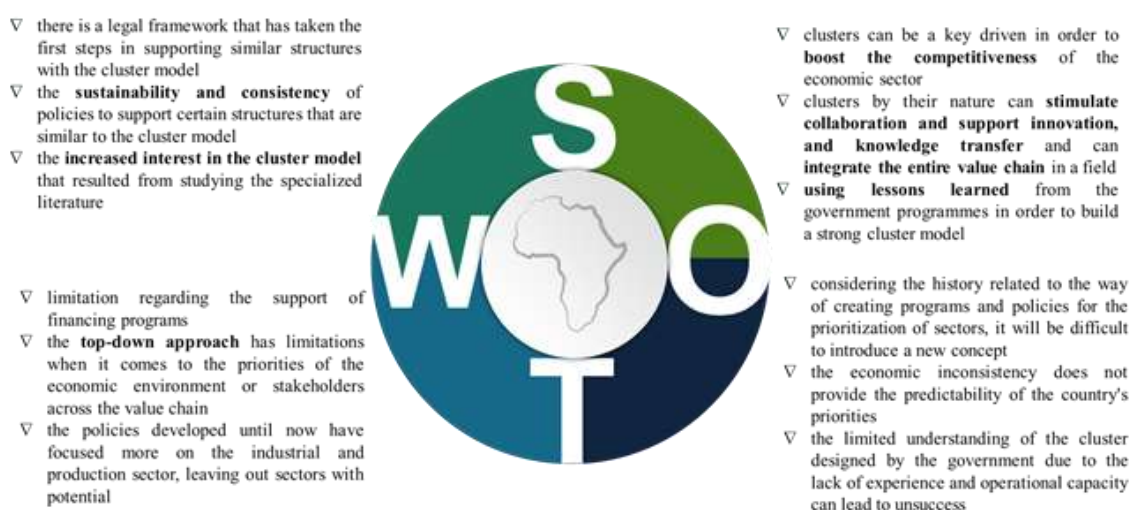 ∇ there is a legal framework that has taken the
first steps in supporting similar structures
with the cluster model
∇ the sustainability and consistency of
policies to support certain structures that are
similar to the cluster model
∇ the increased interest in the cluster model
that resulted from studying the specialized
literature
∇ clusters can be a key driven in order to
boost the competitiveness of the
economic sector
∇ clusters by their nature can stimulate
collaboration and support innovation,
and knowledge transfer and can
integrate the entire value chain in a field
∇ using lessons learned from the
government programmes in order to build
a strong cluster model
S
W
O
T
∇ limitation regarding the support of
financing programs
∇ the top-down approach has limitations
when it comes to the priorities of the
economic environment or stakeholders
across the value chain
∇ the policies developed until now have
focused more on the industrial and
production sector, leaving out sectors with
potential
∇ considering the history related to the way
of creating programs and policies for the
prioritization of sectors, it will be difficult
to introduce a new concept
∇ the economic inconsistency does not
provide the predictability of the country's
priorities
∇ the limited understanding of the cluster
designed by the government due to the
lack of experience and operational capacity
can lead to unsuccess